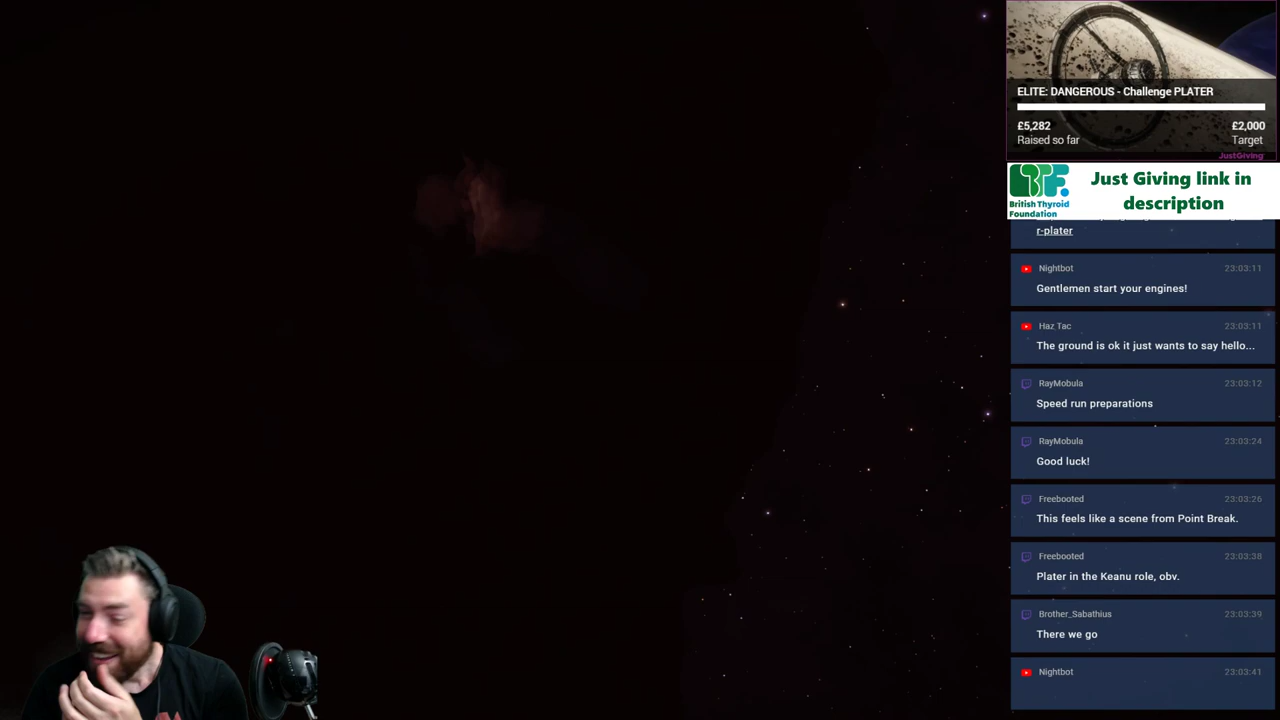 ELITE: DANGEROUS - Challenge PLATER
£5,282 £2,000
Raised so far Target
JustGiving
BTF
British Thyroid
Foundation
Just Giving link in
description
r-plater
Nightbot 23:03:11
Gentlemen start your engines!
Haz Tac 23:03:11
The ground is ok it just wants to say hello...
RayMobula 23:03:12
Speed run preparations
RayMobula 23:03:24
Good luck!
Freebooted 23:03:26
This feels like a scene from Point Break.
Freebooted 23:03:38
Plater in the Keanu role, obv.
Brother_Sabathius 23:03:39
There we go
Nightbot 23:03:41